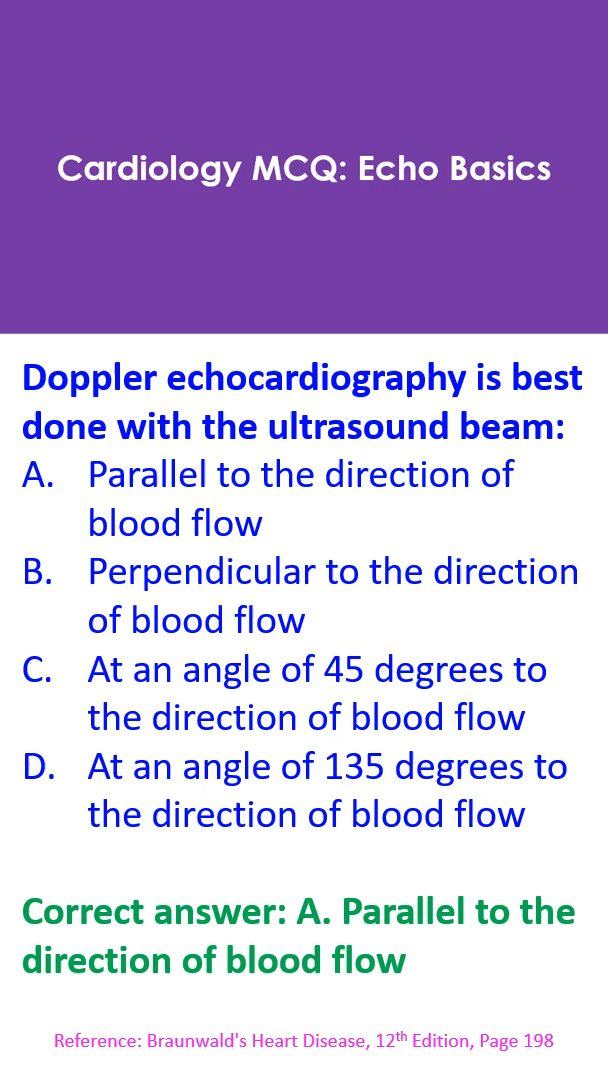 Cardiology MCQ: Echo Basics
Doppler echocardiography is best
done with the ultrasound beam:
A. Parallel to the direction of
blood flow
B. Perpendicular to the direction
of blood flow
C. At an angle of 45 degrees to
the direction of blood flow
D. At an angle of 135 degrees to
the direction of blood flow
Correct answer: A. Parallel to the
direction of blood flow
Reference: Braunwald's Heart Disease, 12th Edition, Page 198